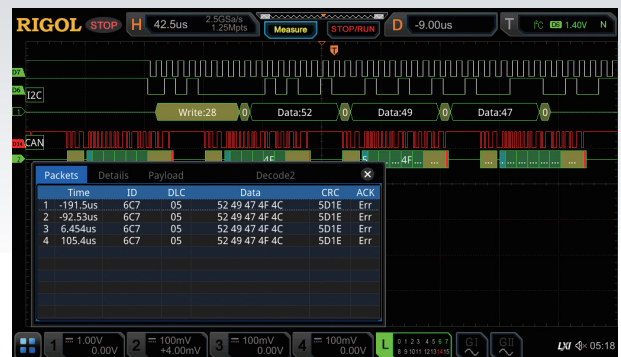 RIGOL STOP H 42.5us 2.5GSa/s 1.25Mpts Measure STOP/RUN D -9.00us T I²C D8 1.40V N
T
D7
D6 I2C
1 Write:28 0 Data:52 0 Data:49 0 Data:47 0
D14 CAN
2 4F 5 ... 4F... ... ... ... ... ... ... ... ...
Packets Details Payload Decode2
Time ID DLC Data CRC ACK
1 -191.5us 6C7 05 52 49 47 4F 4C 5D1E Err
2 -92.53us 6C7 05 52 49 47 4F 4C 5D1E Err
3 6.454us 6C7 05 52 49 47 4F 4C 5D1E Err
4 105.4us 6C7 05 52 49 47 4F 4C 5D1E Err
1 1.00V 0.00V 2 100mV +4.00mV 3 100mV 0.00V 4 100mV 0.00V L 0 1 2 3 4 5 6 7 8 9 10 11 12 13 14 15 GI GII LXI 05:18